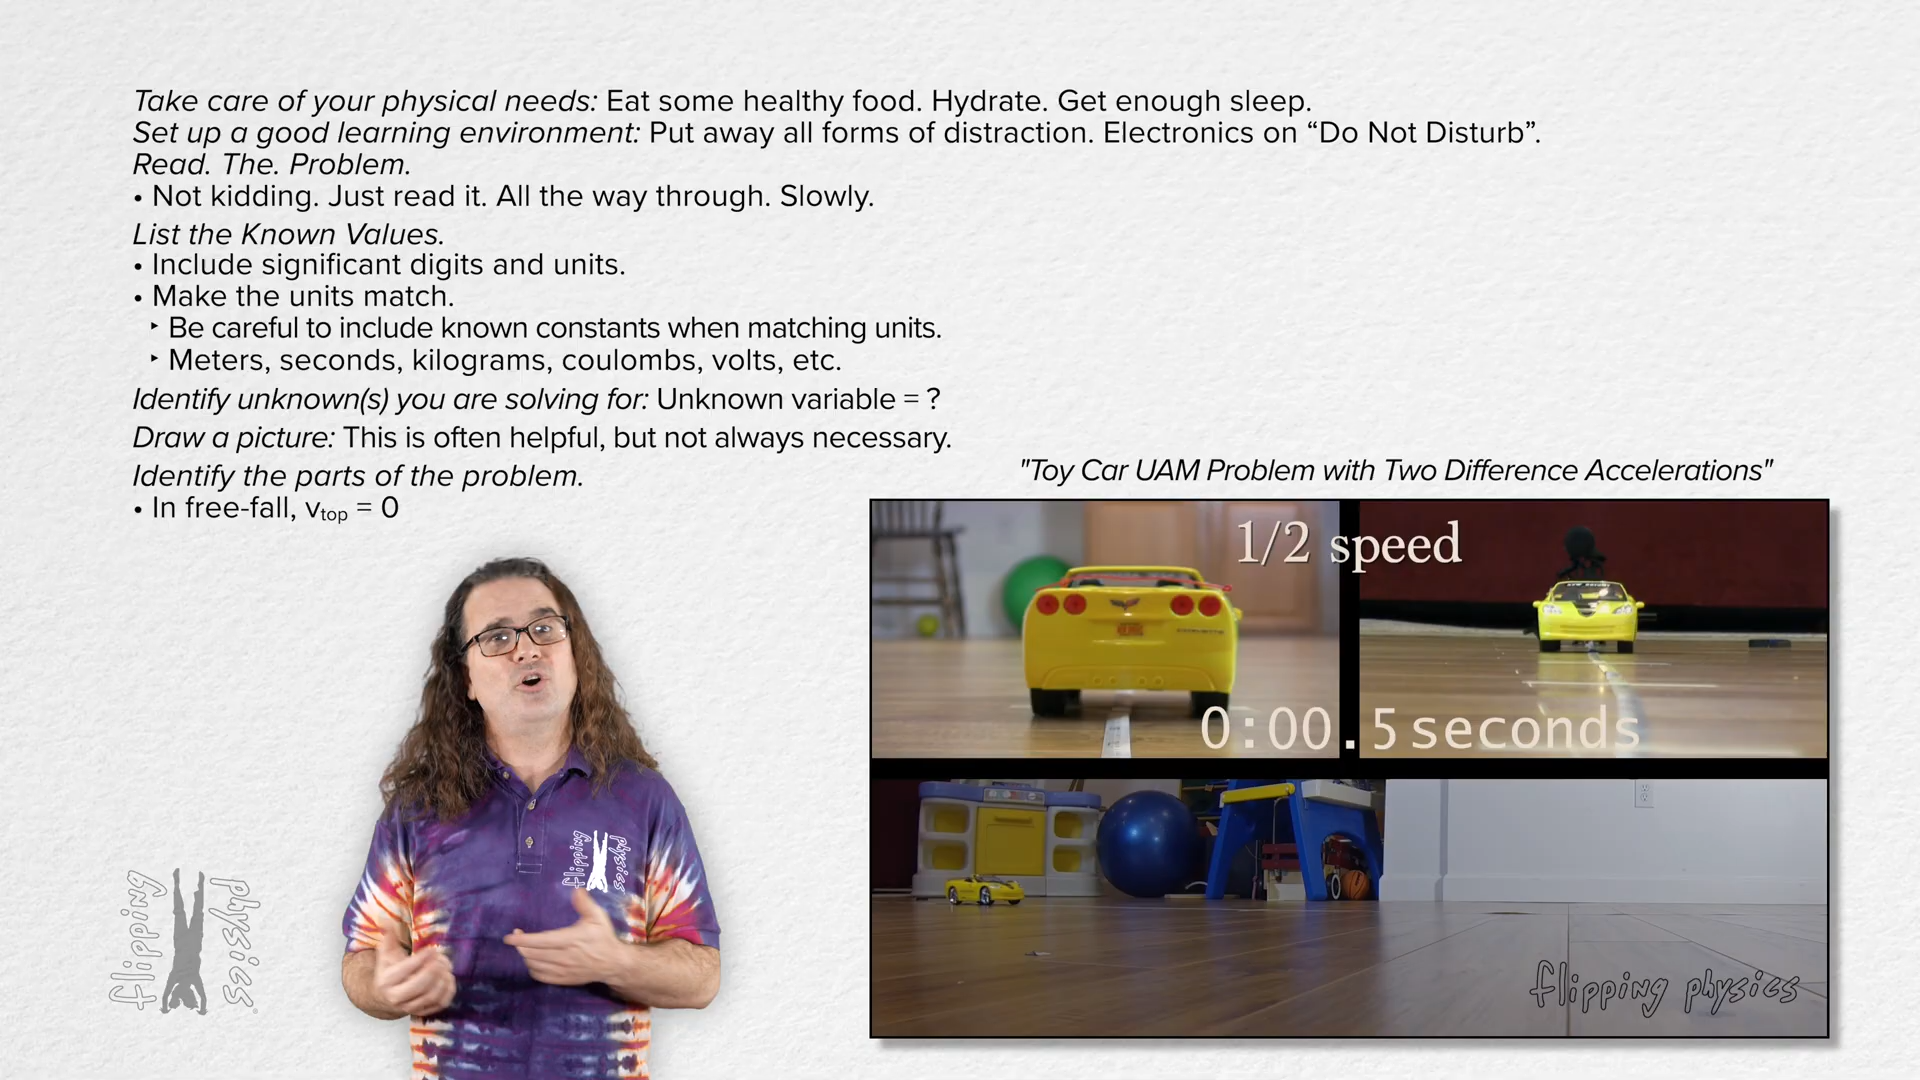 Take care of your physical needs: Eat some healthy food. Hydrate. Get enough sleep.
Set up a good learning environment: Put away all forms of distraction. Electronics on “Do Not Disturb”.
Read. The. Problem.
• Not kidding. Just read it. All the way through. Slowly.
List the Known Values.
• Include significant digits and units.
• Make the units match.
‣ Be careful to include known constants when matching units.
‣ Meters, seconds, kilograms, coulombs, volts, etc.
Identify unknown(s) you are solving for: Unknown variable = ?
Draw a picture: This is often helpful, but not always necessary.
Identify the parts of the problem.
• In free-fall, vtop = 0
"Toy Car UAM Problem with Two Difference Accelerations"
1/2 speed
0:00.5 seconds
flipping physics
flipping physics
flipping physics